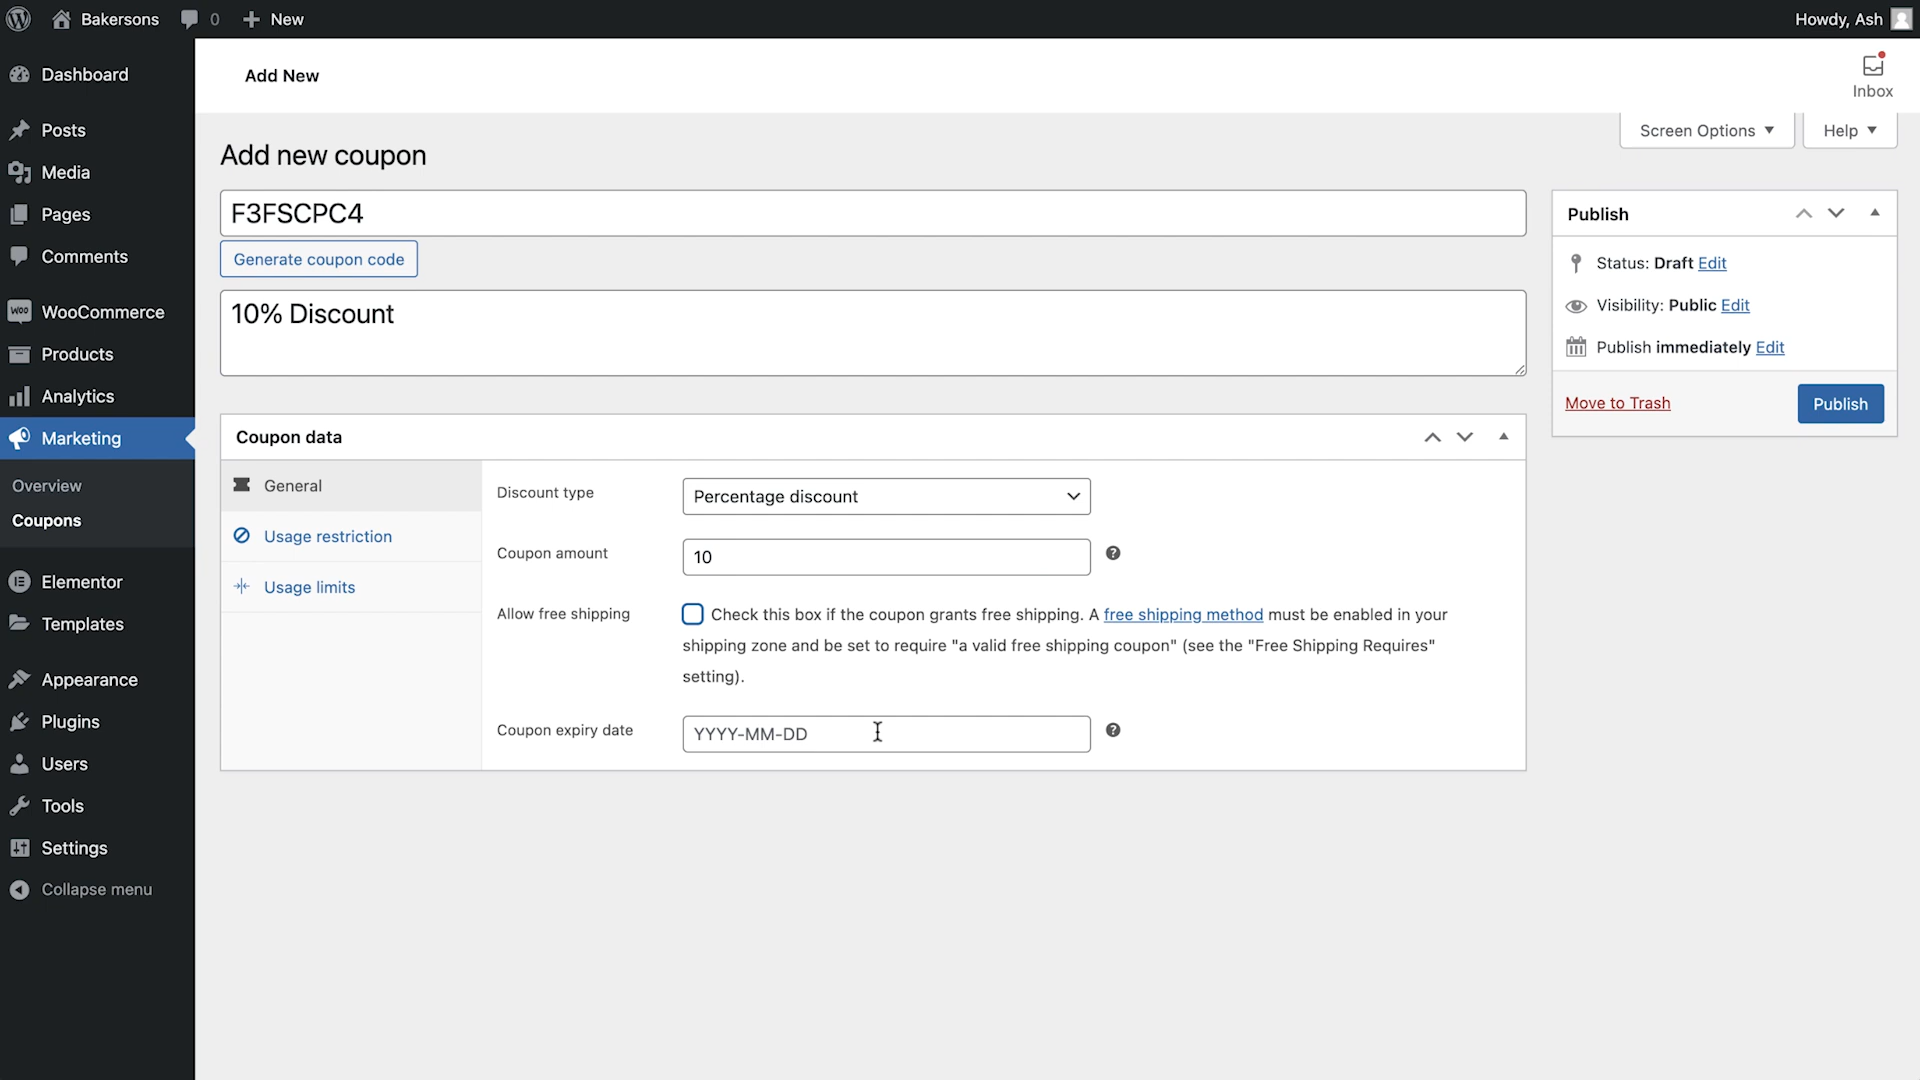 Bakersons
0
New
Howdy, Ash
Dashboard
Posts
Media
Pages
Comments
WOO WooCommerce
Products
Analytics
Marketing
Overview
Coupons
Elementor
Templates
Appearance
Plugins
Users
Tools
Settings
Collapse menu
Add New
Inbox
Screen Options
Help
Add new coupon
F3FSCPC4
Generate coupon code
10% Discount
Coupon data
General
Usage restriction
Usage limits
Discount type
Percentage discount
Coupon amount
10
Allow free shipping
Check this box if the coupon grants free shipping. A free shipping method must be enabled in your
shipping zone and be set to require "a valid free shipping coupon" (see the "Free Shipping Requires"
setting).
Coupon expiry date
YYYY-MM-DD
Publish
Status: Draft Edit
Visibility: Public Edit
Publish immediately Edit
Move to Trash
Publish